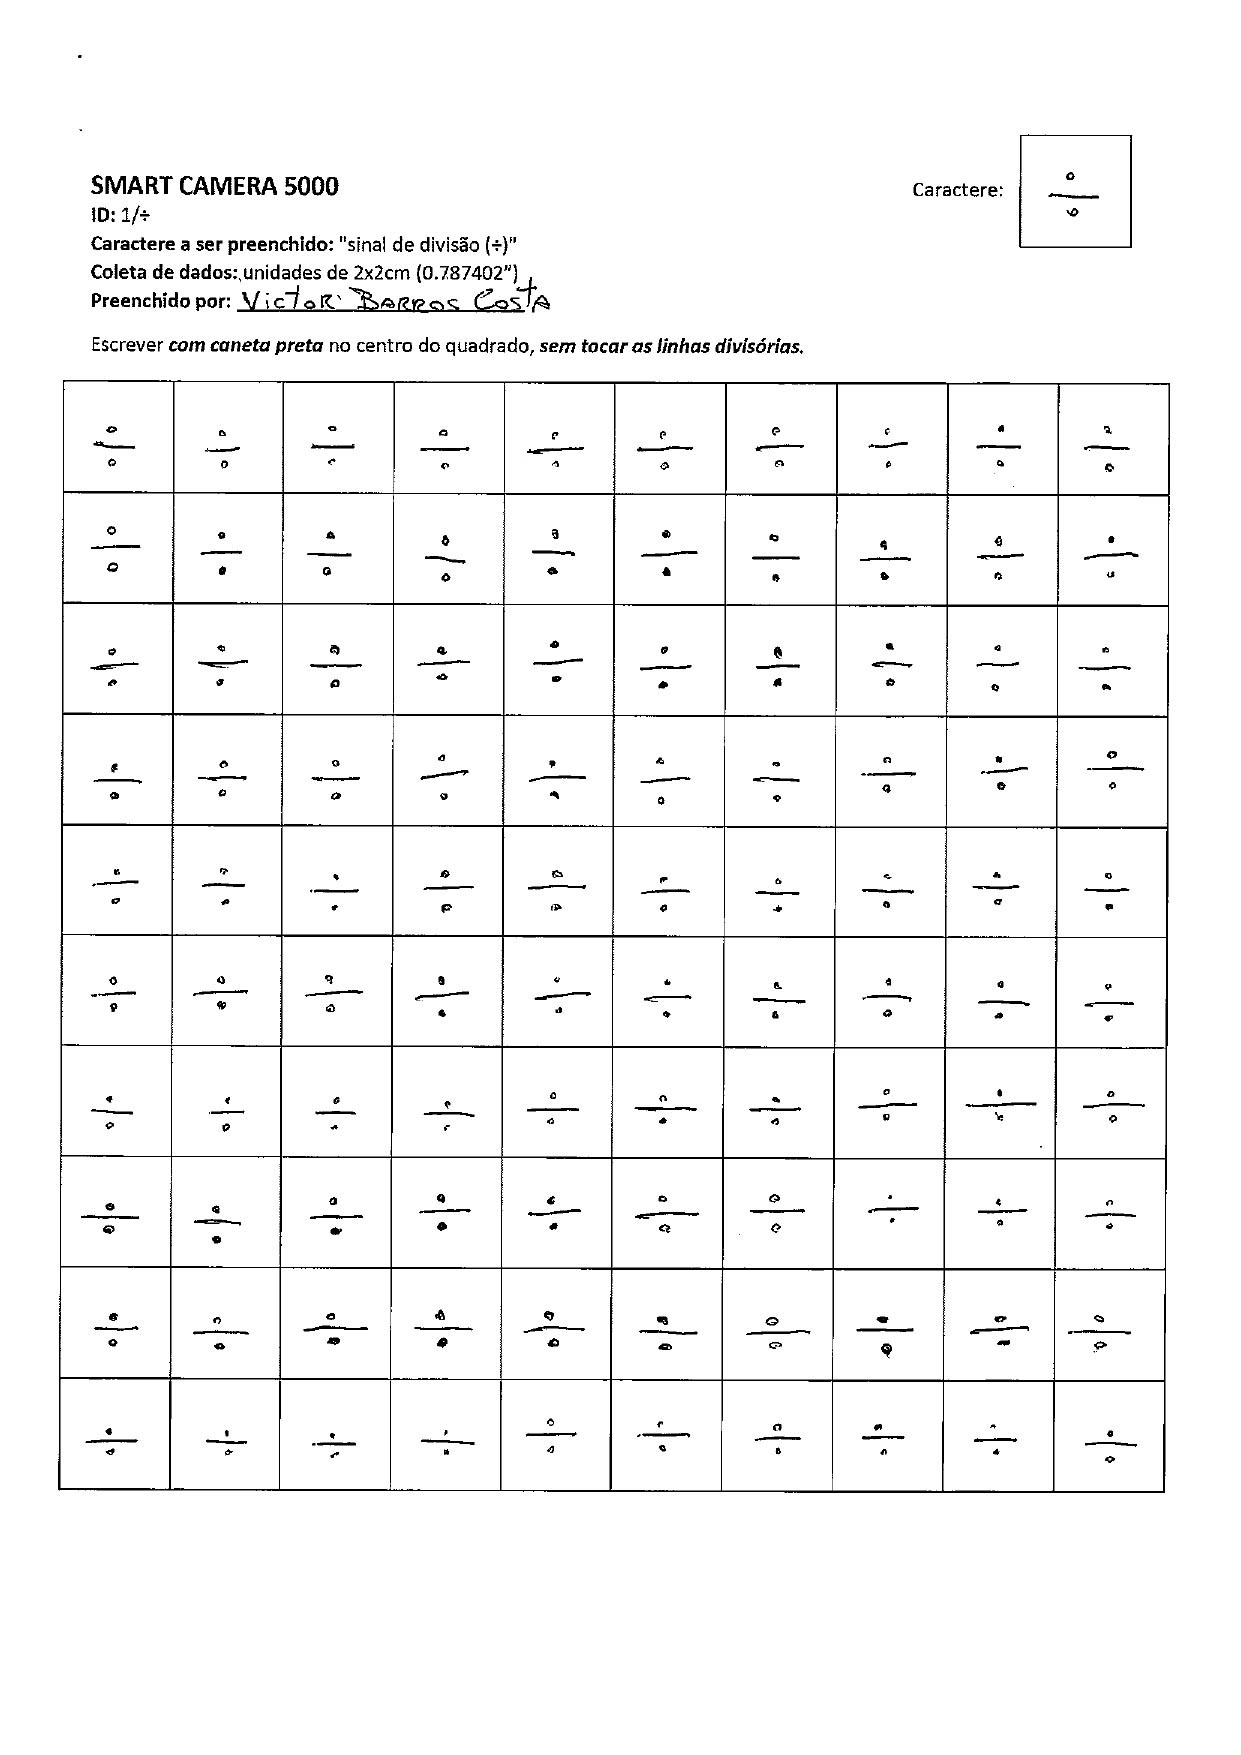 SMART CAMERA 5000
Caractere: ÷
ID: 1/÷
Caractere a ser preenchido: "sinal de divisão (÷)"
Coleta de dados: unidades de 2x2cm (0.787402")
Preenchido por: Victor Barros Costa
Escrever com caneta preta no centro do quadrado, sem tocar as linhas divisórias.
÷ ÷ ÷ ÷ ÷ ÷ ÷ ÷ ÷ ÷
÷ ÷ ÷ ÷ ÷ ÷ ÷ ÷ ÷ ÷
÷ ÷ ÷ ÷ ÷ ÷ ÷ ÷ ÷ ÷
÷ ÷ ÷ ÷ ÷ ÷ ÷ ÷ ÷ ÷
÷ ÷ ÷ ÷ ÷ ÷ ÷ ÷ ÷ ÷
÷ ÷ ÷ ÷ ÷ ÷ ÷ ÷ ÷ ÷
÷ ÷ ÷ ÷ ÷ ÷ ÷ ÷ ÷ ÷
÷ ÷ ÷ ÷ ÷ ÷ ÷ ÷ ÷ ÷
÷ ÷ ÷ ÷ ÷ ÷ ÷ ÷ ÷ ÷
÷ ÷ ÷ ÷ ÷ ÷ ÷ ÷ ÷ ÷